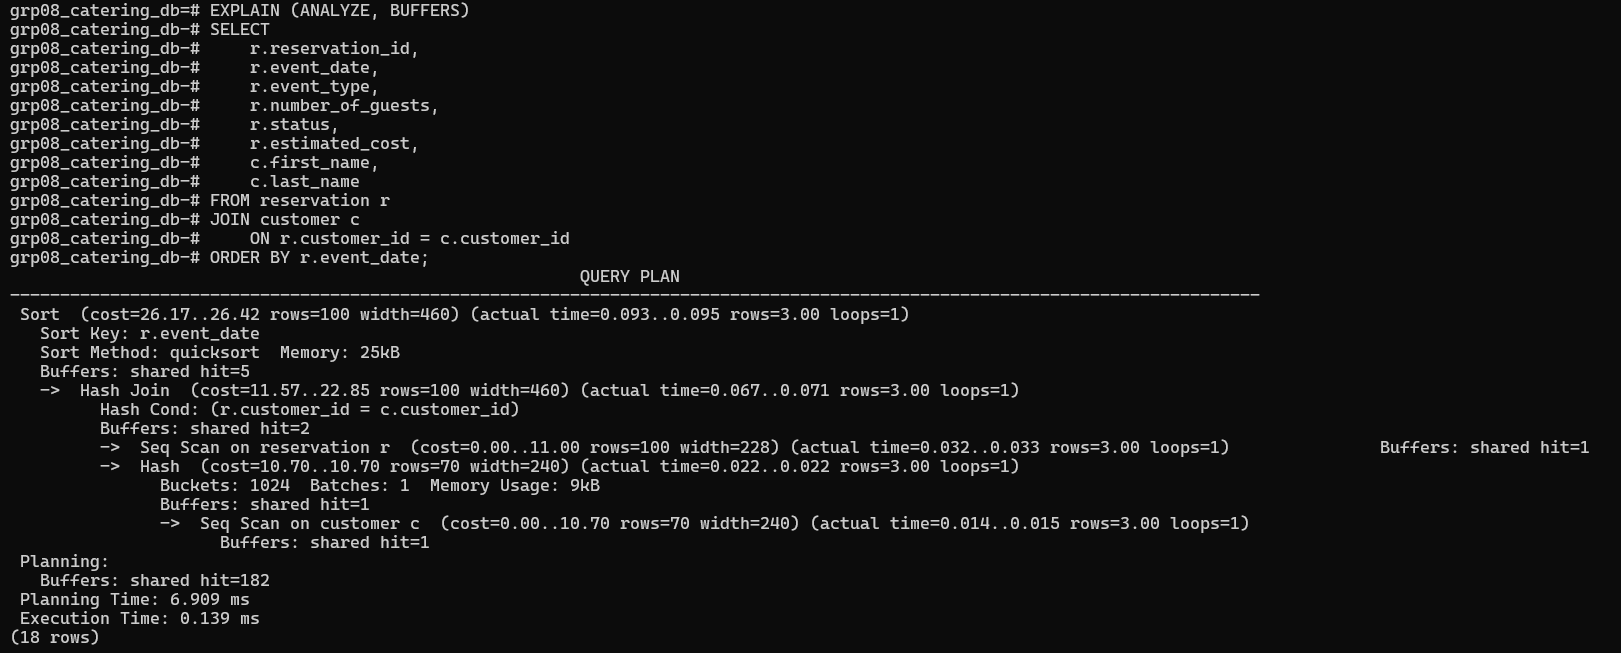 grp08_catering_db=# EXPLAIN (ANALYZE, BUFFERS)
grp08_catering_db-# SELECT
grp08_catering_db-#     r.reservation_id,
grp08_catering_db-#     r.event_date,
grp08_catering_db-#     r.event_type,
grp08_catering_db-#     r.number_of_guests,
grp08_catering_db-#     r.status,
grp08_catering_db-#     r.estimated_cost,
grp08_catering_db-#     c.first_name,
grp08_catering_db-#     c.last_name
grp08_catering_db-# FROM reservation r
grp08_catering_db-# JOIN customer c
grp08_catering_db-#     ON r.customer_id = c.customer_id
grp08_catering_db-# ORDER BY r.event_date;
                                                         QUERY PLAN
-----------------------------------------------------------------------------------------------------------------------------
 Sort  (cost=26.17..26.42 rows=100 width=460) (actual time=0.093..0.095 rows=3.00 loops=1)
   Sort Key: r.event_date
   Sort Method: quicksort  Memory: 25kB
   Buffers: shared hit=5
   ->  Hash Join  (cost=11.57..22.85 rows=100 width=460) (actual time=0.067..0.071 rows=3.00 loops=1)
         Hash Cond: (r.customer_id = c.customer_id)
         Buffers: shared hit=2
         ->  Seq Scan on reservation r  (cost=0.00..11.00 rows=100 width=228) (actual time=0.032..0.033 rows=3.00 loops=1)               Buffers: shared hit=1
         ->  Hash  (cost=10.70..10.70 rows=70 width=240) (actual time=0.022..0.022 rows=3.00 loops=1)
               Buckets: 1024  Batches: 1  Memory Usage: 9kB
               Buffers: shared hit=1
               ->  Seq Scan on customer c  (cost=0.00..10.70 rows=70 width=240) (actual time=0.014..0.015 rows=3.00 loops=1)
                     Buffers: shared hit=1
 Planning:
   Buffers: shared hit=182
 Planning Time: 6.909 ms
 Execution Time: 0.139 ms
(18 rows)